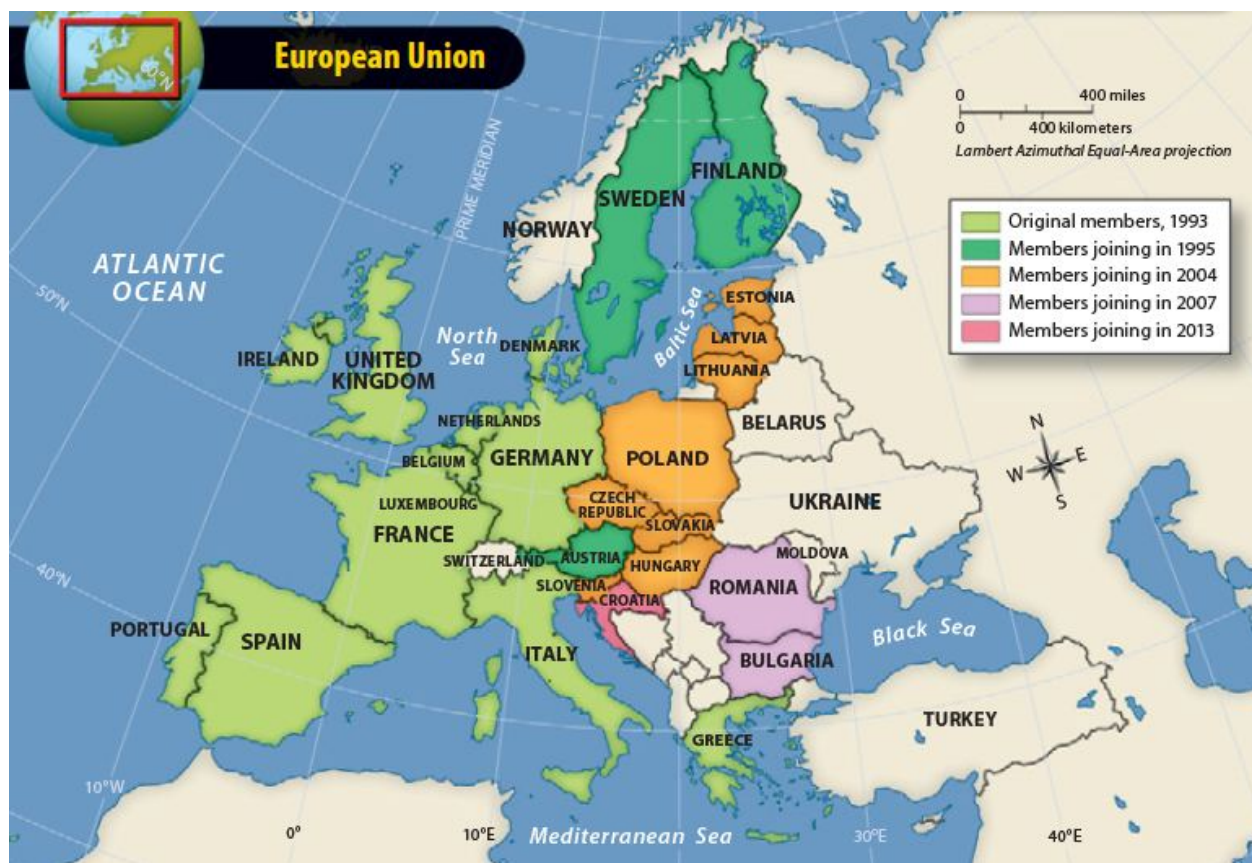 European Union
60°N
0 400 miles
0 400 kilometers
Lambert Azimuthal Equal-Area projection
Original members, 1993
Members joining in 1995
Members joining in 2004
Members joining in 2007
Members joining in 2013
PRIME MERIDIAN
FINLAND
SWEDEN
NORWAY
ATLANTIC
OCEAN
50°N
North
Sea
Baltic Sea
ESTONIA
LATVIA
LITHUANIA
DENMARK
IRELAND
UNITED
KINGDOM
NETHERLANDS
BELARUS
N
E
W
S
BELGIUM
GERMANY
POLAND
LUXEMBOURG
CZECH
REPUBLIC
SLOVAKIA
UKRAINE
FRANCE
SWITZERLAND
AUSTRIA
HUNGARY
MOLDOVA
40°N
SLOVENIA
CROATIA
ROMANIA
PORTUGAL
SPAIN
ITALY
Black Sea
BULGARIA
TURKEY
GREECE
10°W
0°
10°E
Mediterranean Sea
30°E
40°E